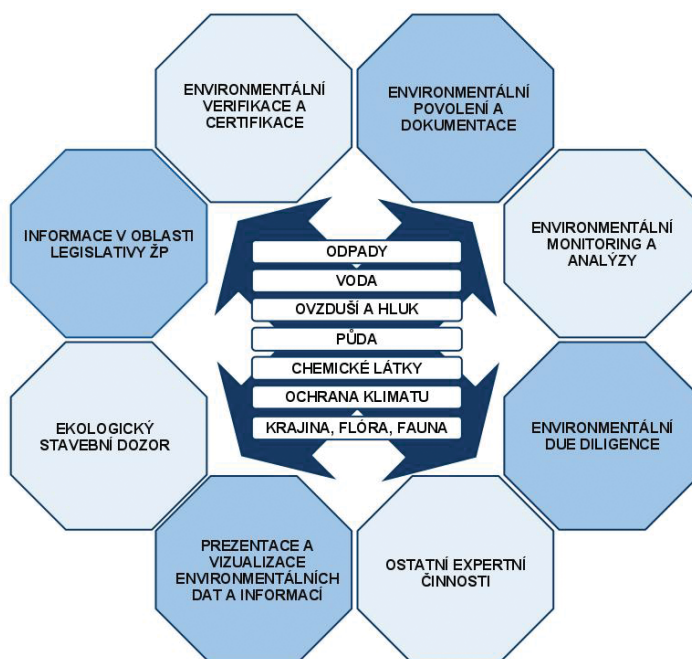 ENVIRONMENTÁLNÍ
VERIFIKACE A
CERTIFIKACE
ENVIRONMENTÁLNÍ
POVOLENÍ A
DOKUMENTACE
INFORMACE V OBLASTI
LEGISLATIVY ŽP
ENVIRONMENTÁLNÍ
MONITORING A
ANALÝZY
ODPADY
VODA
OVZDUŠÍ A HLUK
PŮDA
CHEMICKÉ LÁTKY
OCHRANA KLIMATU
KRAJINA, FLÓRA, FAUNA
EKOLOGICKÝ
STAVEBNÍ DOZOR
ENVIRONMENTÁLNÍ
DUE DILIGENCE
PREZENTACE A
VIZUALIZACE
ENVIRONMENTÁLNÍCH
DAT A INFORMACÍ
OSTATNÍ EXPERTNÍ
ČINNOSTI